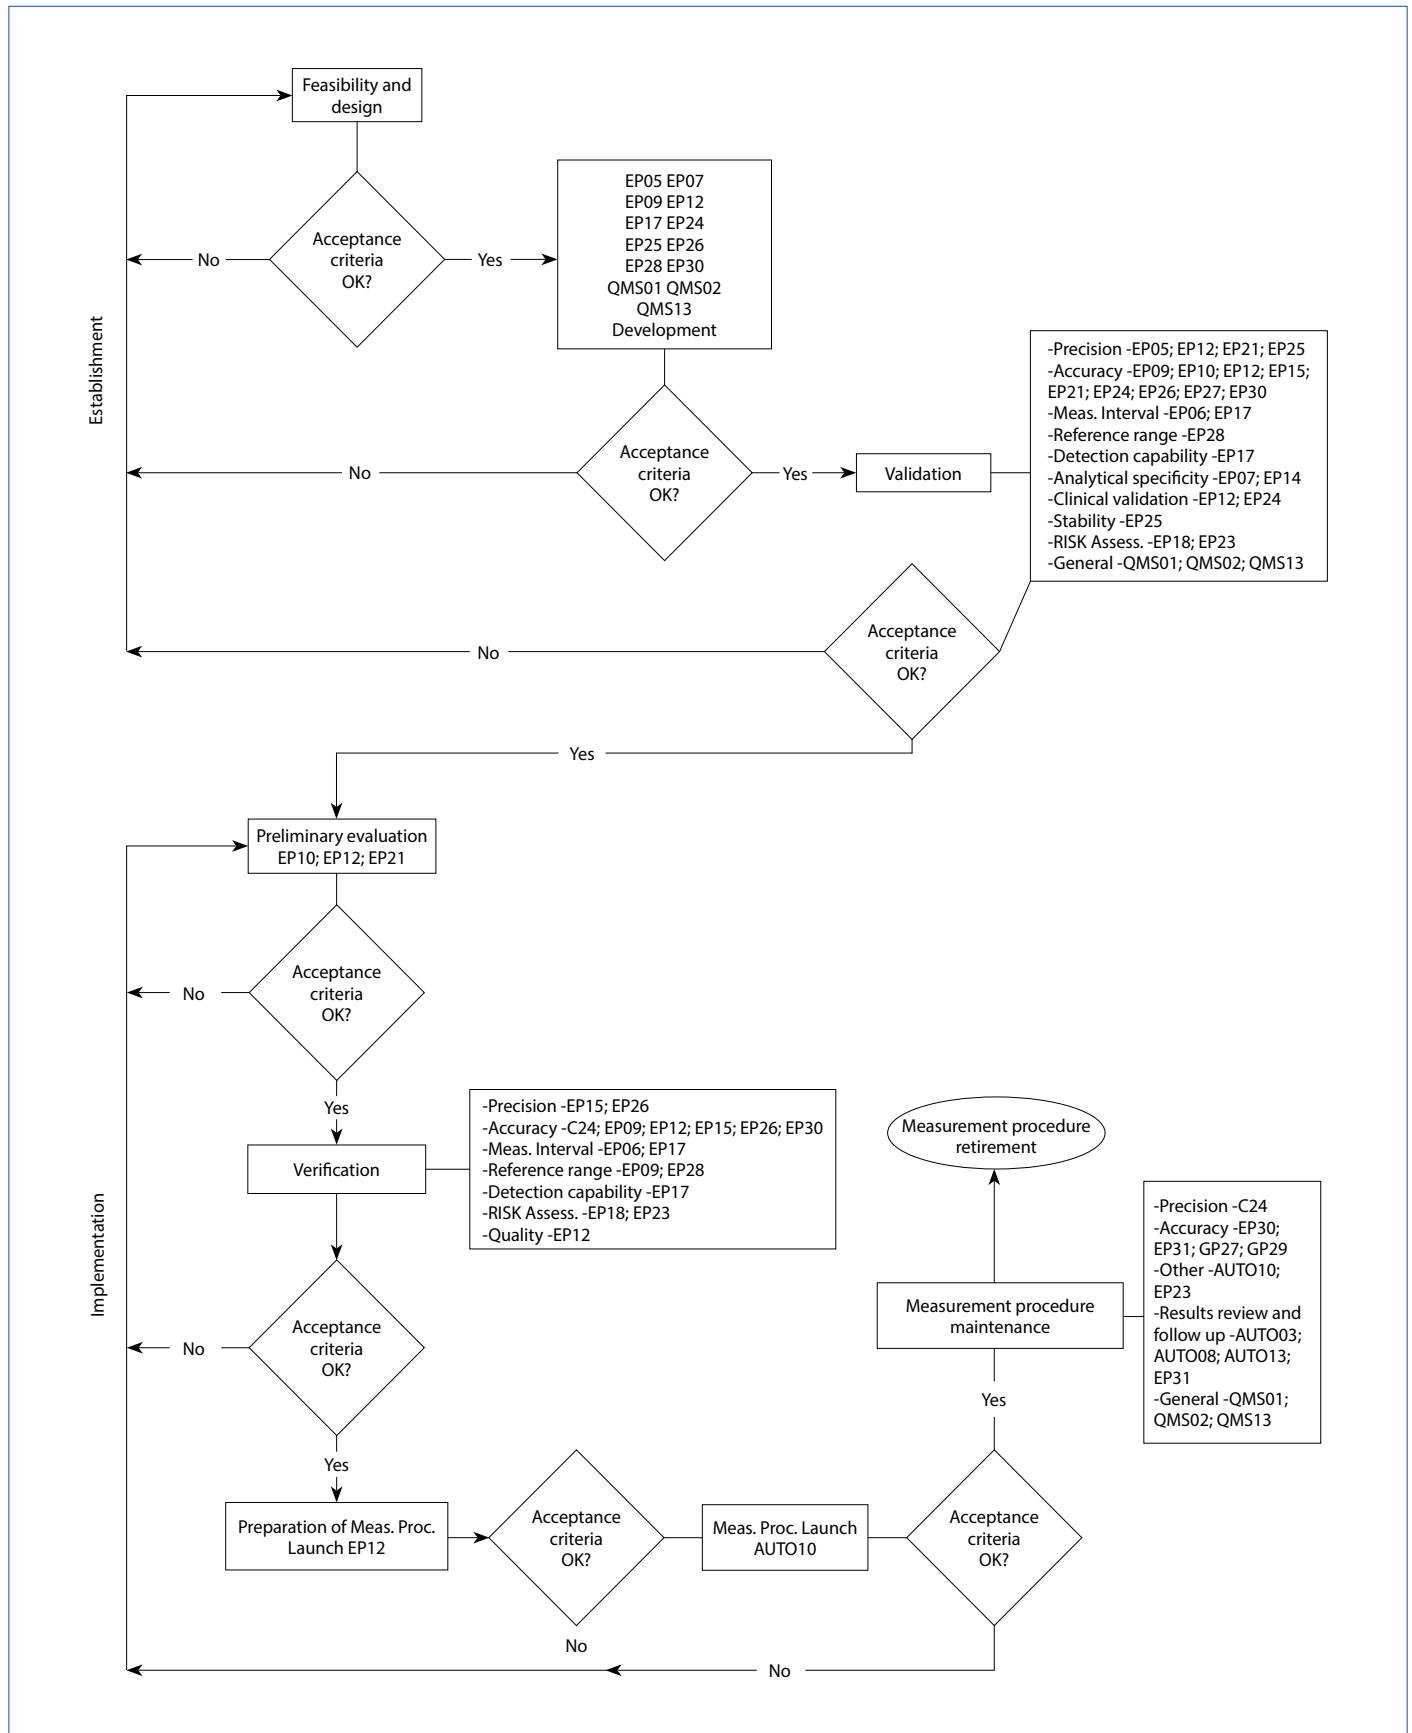 Feasibility and
design
Acceptance
criteria
OK?
No
Yes
EP05 EP07
EP09 EP12
EP17 EP24
EP25 EP26
EP28 EP30
QMS01 QMS02
QMS13
Development
Establishment
Acceptance
criteria
OK?
No
Yes
Validation
-Precision -EP05; EP12; EP21; EP25
-Accuracy -EP09; EP10; EP12; EP15;
EP21; EP24; EP26; EP27; EP30
-Meas. Interval -EP06; EP17
-Reference range -EP28
-Detection capability -EP17
-Analytical specificity -EP07; EP14
-Clinical validation -EP12; EP24
-Stability -EP25
-RISK Assess. -EP18; EP23
-General -QMS01; QMS02; QMS13
Acceptance
criteria
OK?
No
Yes
Preliminary evaluation
EP10; EP12; EP21
Acceptance
criteria
OK?
No
Yes
Verification
-Precision -EP15; EP26
-Accuracy -C24; EP09; EP12; EP15; EP26; EP30
-Meas. Interval -EP06; EP17
-Reference range -EP09; EP28
-Detection capability -EP17
-RISK Assess. -EP18; EP23
-Quality -EP12
Implementation
Acceptance
criteria
OK?
No
Yes
Preparation of Meas. Proc.
Launch EP12
Acceptance
criteria
OK?
No
Meas. Proc. Launch
AUTO10
Acceptance
criteria
OK?
No
Yes
Measurement procedure
maintenance
-Precision -C24
-Accuracy -EP30;
EP31; GP27; GP29
-Other -AUTO10;
EP23
-Results review and
follow up -AUTO03;
AUTO08; AUTO13;
EP31
-General -QMS01;
QMS02; QMS13
Measurement procedure
retirement